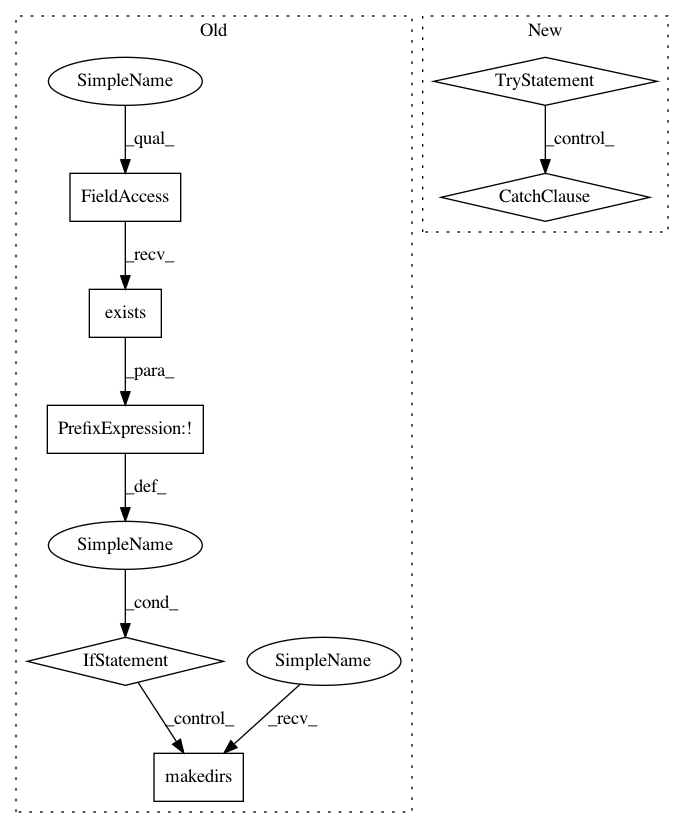 Old
New
SimpleName
TryStatement
_qual_
_control_
FieldAccess
CatchClause
_recv_
exists
_para_
PrefixExpression:!
_def_
SimpleName
_cond_
IfStatement
SimpleName
_control_
_recv_
makedirs